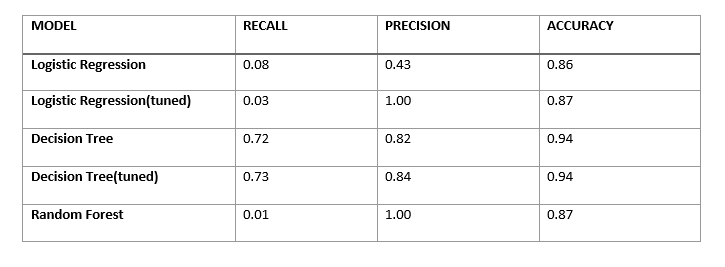 MODEL RECALL PRECISION ACCURACY
Logistic Regression 0.08 0.43 0.86
Logistic Regression(tuned) 0.03 1.00 0.87
Decision Tree 0.72 0.82 0.94
Decision Tree(tuned) 0.73 0.84 0.94
Random Forest 0.01 1.00 0.87